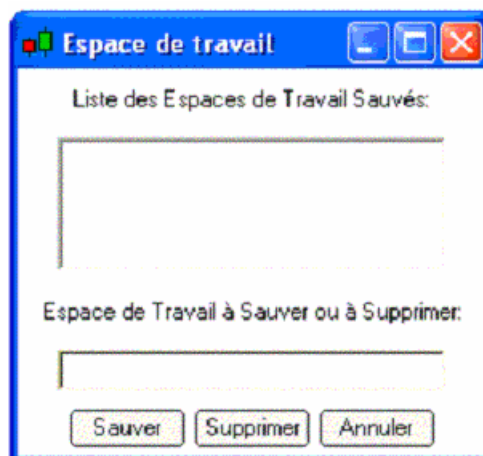 Espace de travail
Liste des Espaces de Travail Sauvés:
Espace de Travail à Sauver ou à Supprimer:
Sauver Supprimer Annuler